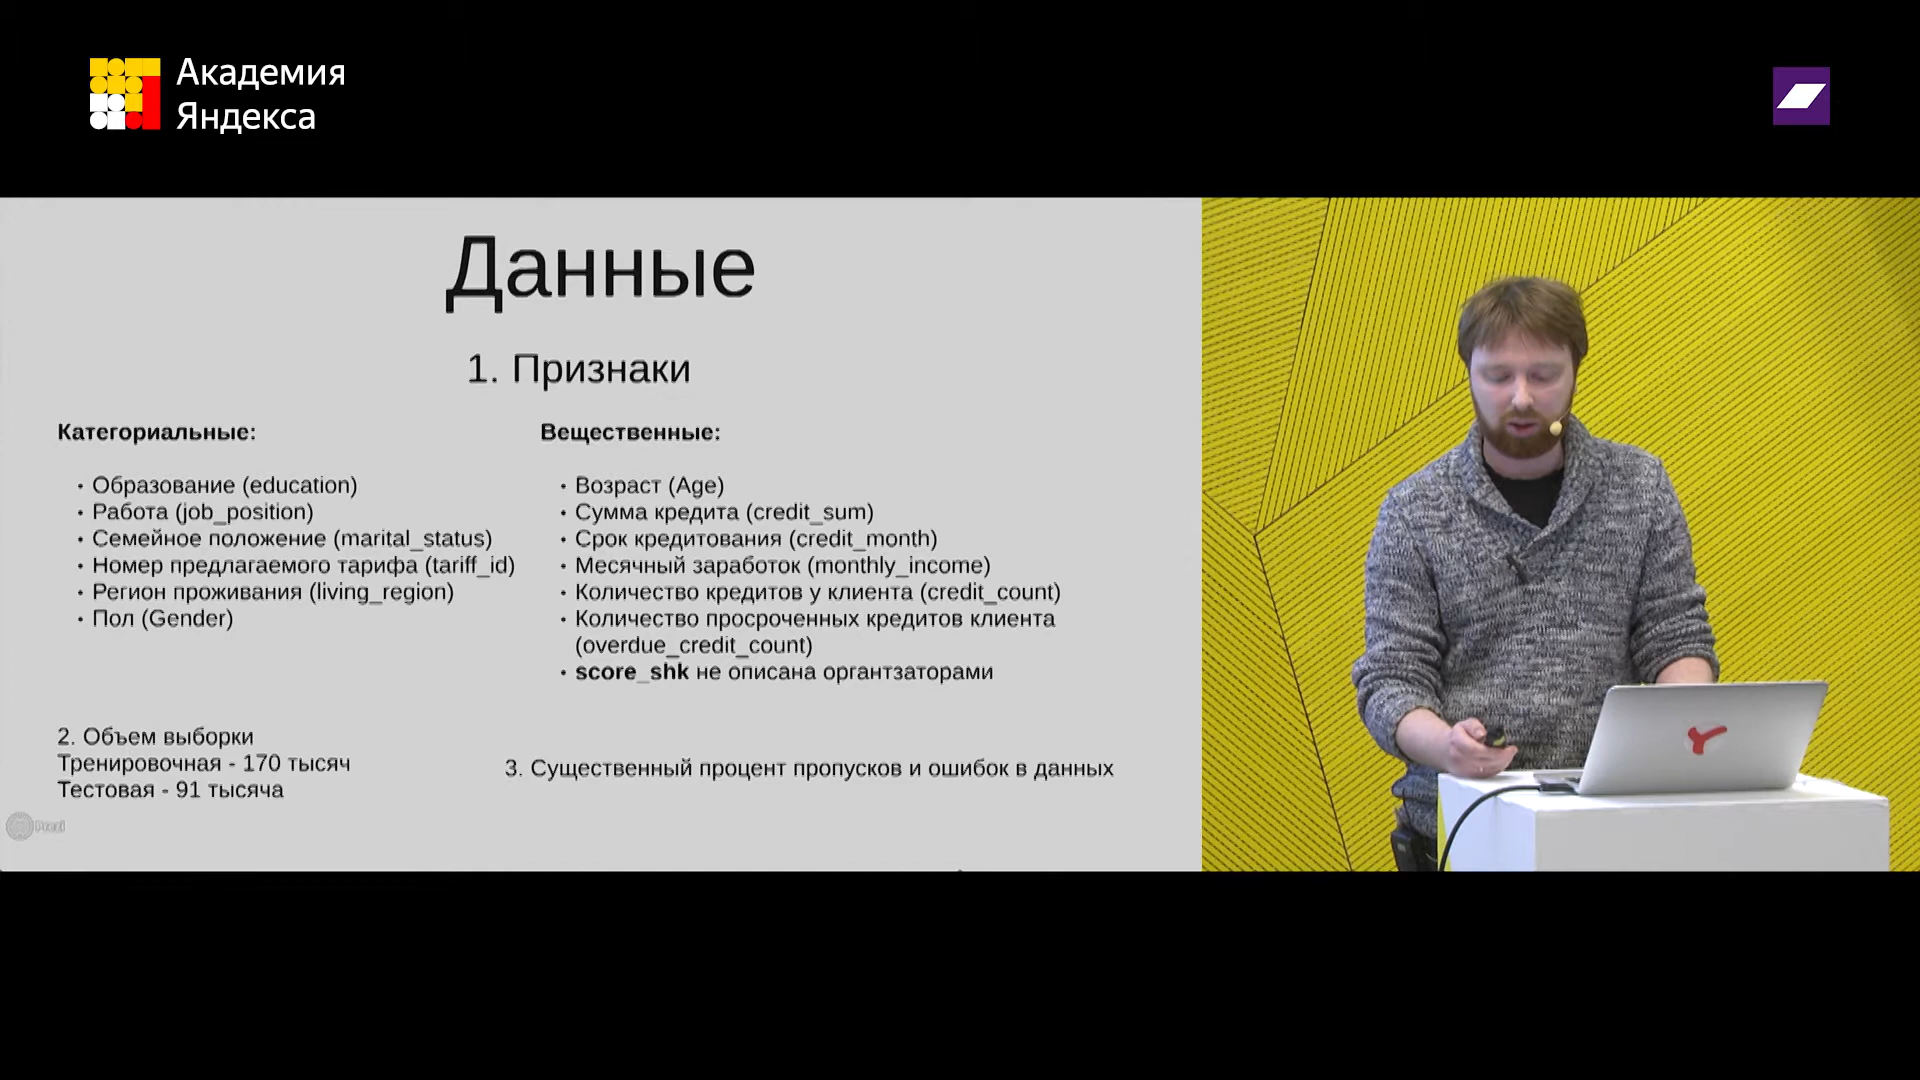 Академия
Яндекса
Данные
1. Признаки
Категориальные:
• Образование (education)
• Работа (job_position)
• Семейное положение (marital_status)
• Номер предлагаемого тарифа (tariff_id)
• Регион проживания (living_region)
• Пол (Gender)
Вещественные:
• Возраст (Age)
• Сумма кредита (credit_sum)
• Срок кредитования (credit_month)
• Месячный заработок (monthly_income)
• Количество кредитов у клиента (credit_count)
• Количество просроченных кредитов клиента
(overdue_credit_count)
• score_shk не описана органтзаторами
2. Объем выборки
Тренировочная - 170 тысяч
Тестовая - 91 тысяча
3. Существенный процент пропусков и ошибок в данных
Prezi